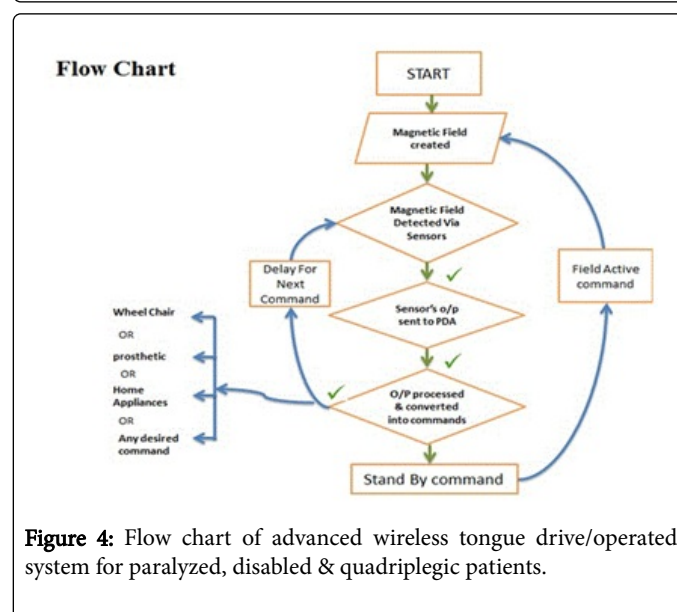 Flow Chart
START
Magnetic Field
created
Magnetic Field
Detected Via
Sensors
Delay For
Next
Command
Field Active
command
Sensor's o/p
sent to PDA
Wheel Chair
OR
prosthetic
OR
Home
Appliances
OR
Any desired
command
O/P processed
& converted
into commands
Stand By command
Figure 4: Flow chart of advanced wireless tongue drive/operated
system for paralyzed, disabled & quadriplegic patients.